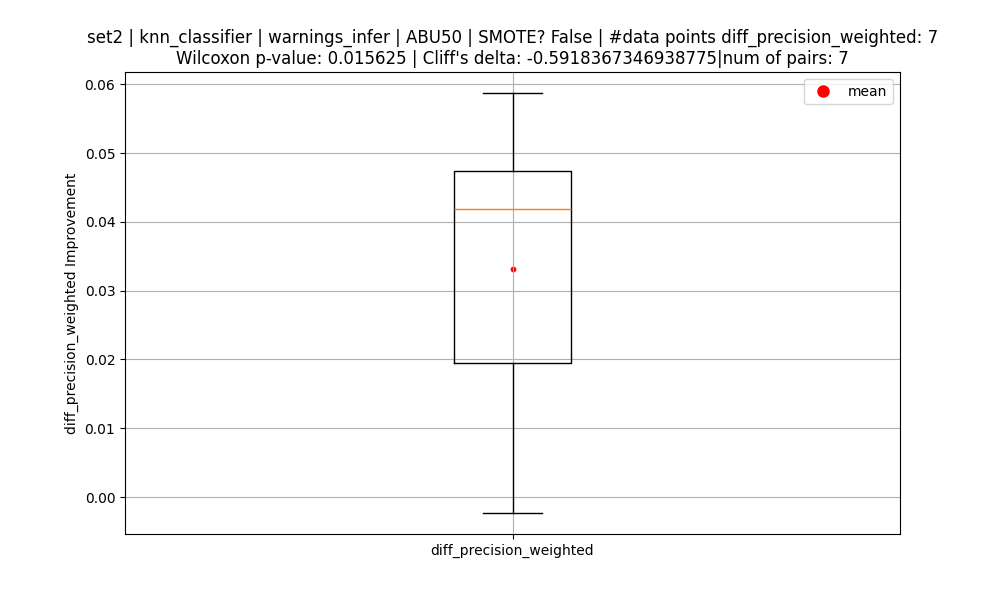 set2 | knn_classifier | warnings_infer | ABU50 | SMOTE? False | #data points diff_precision_weighted: 7
Wilcoxon p-value: 0.015625 | Cliff's delta: -0.5918367346938775|num of pairs: 7
mean
0.06
0.05
0.04
0.03
0.02
0.01
0.00
diff_precision_weighted Improvement
diff_precision_weighted